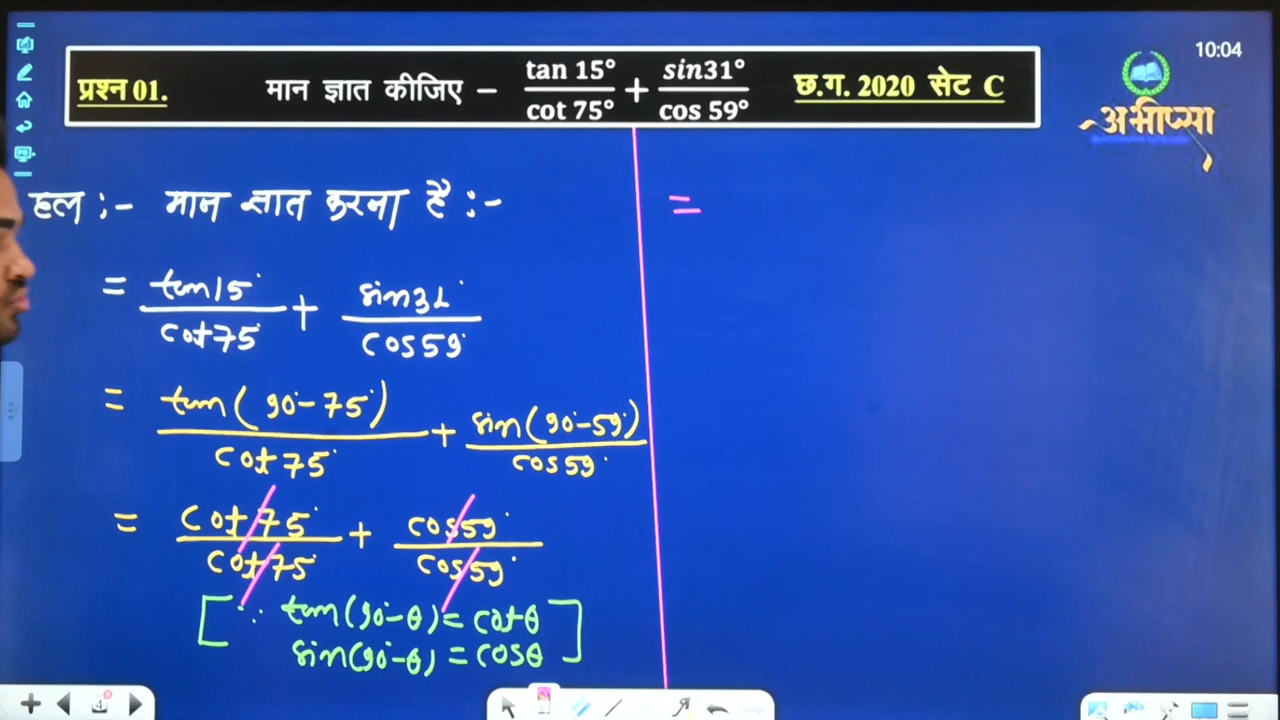 10:04
प्रश्न 01. मान ज्ञात कीजिए – tan 15°/cot 75° + sin31°/cos 59° छ.ग. 2020 सेट C
अभीप्सा
हल :- मान ज्ञात करना है :-
= tan15°/cot75° + sin31°/cos59°
= tan(90°-75°)/cot75° + sin(90°-59°)/cos59°
= cot75°/cot75° + cos59°/cos59°
[∵ tan(90°-θ) = cotθ
sin(90°-θ) = cosθ]
=